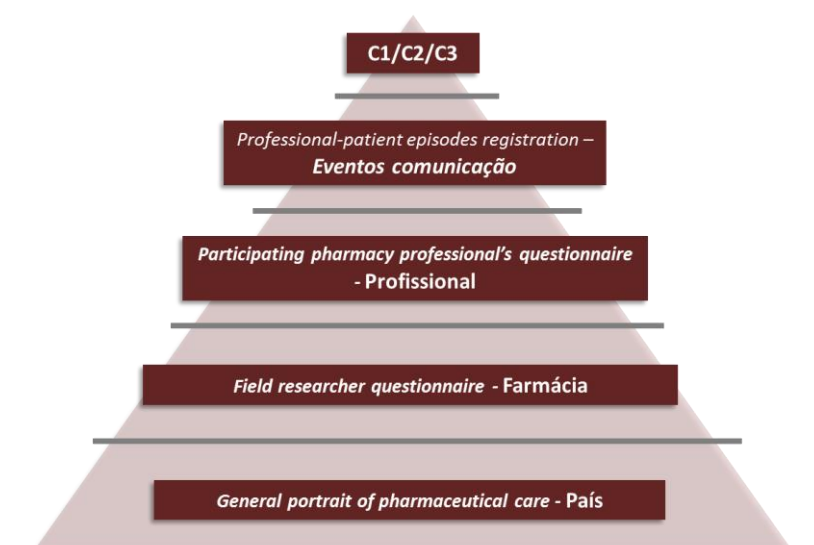 C1/C2/C3
Professional-patient episodes registration –
Eventos comunicação
Participating pharmacy professional’s questionnaire
- Profissional
Field researcher questionnaire - Farmácia
General portrait of pharmaceutical care - País